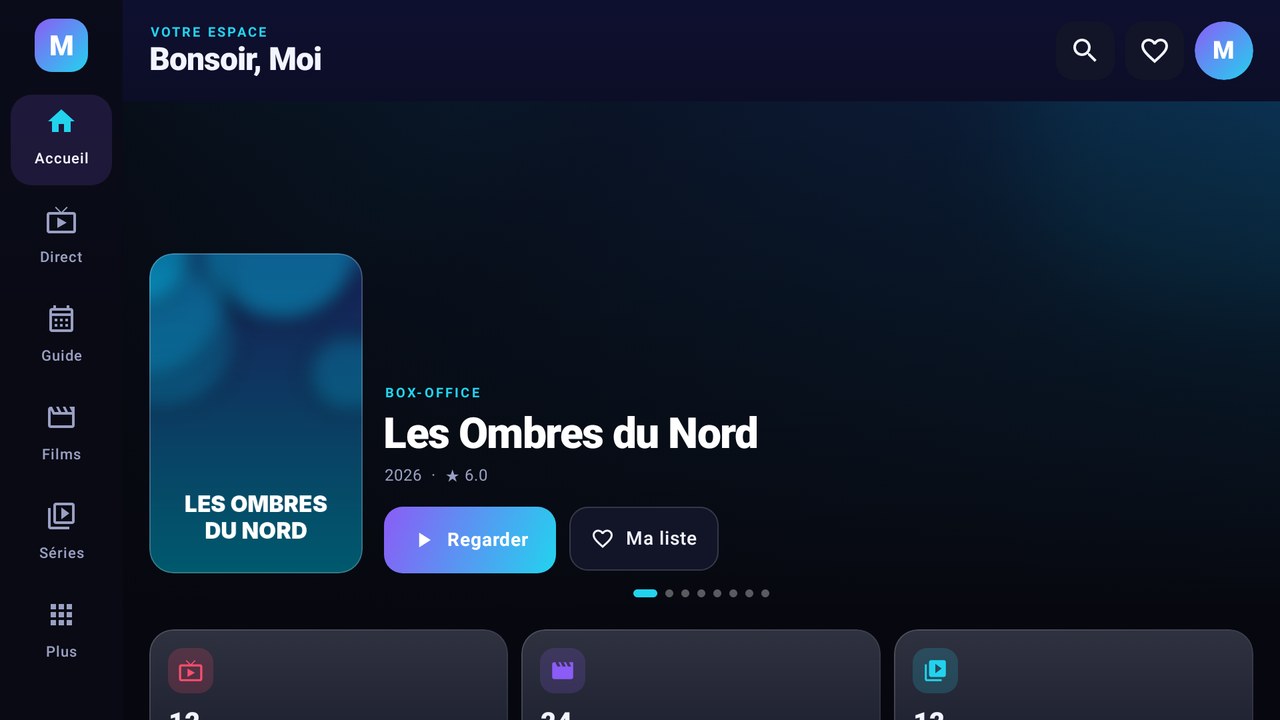 M
VOTRE ESPACE
Bonsoir, Moi
M
Accueil
Direct
Guide
Films
Séries
Plus
LES OMBRES
DU NORD
BOX-OFFICE
Les Ombres du Nord
2026 · ★ 6.0
Regarder
Ma liste